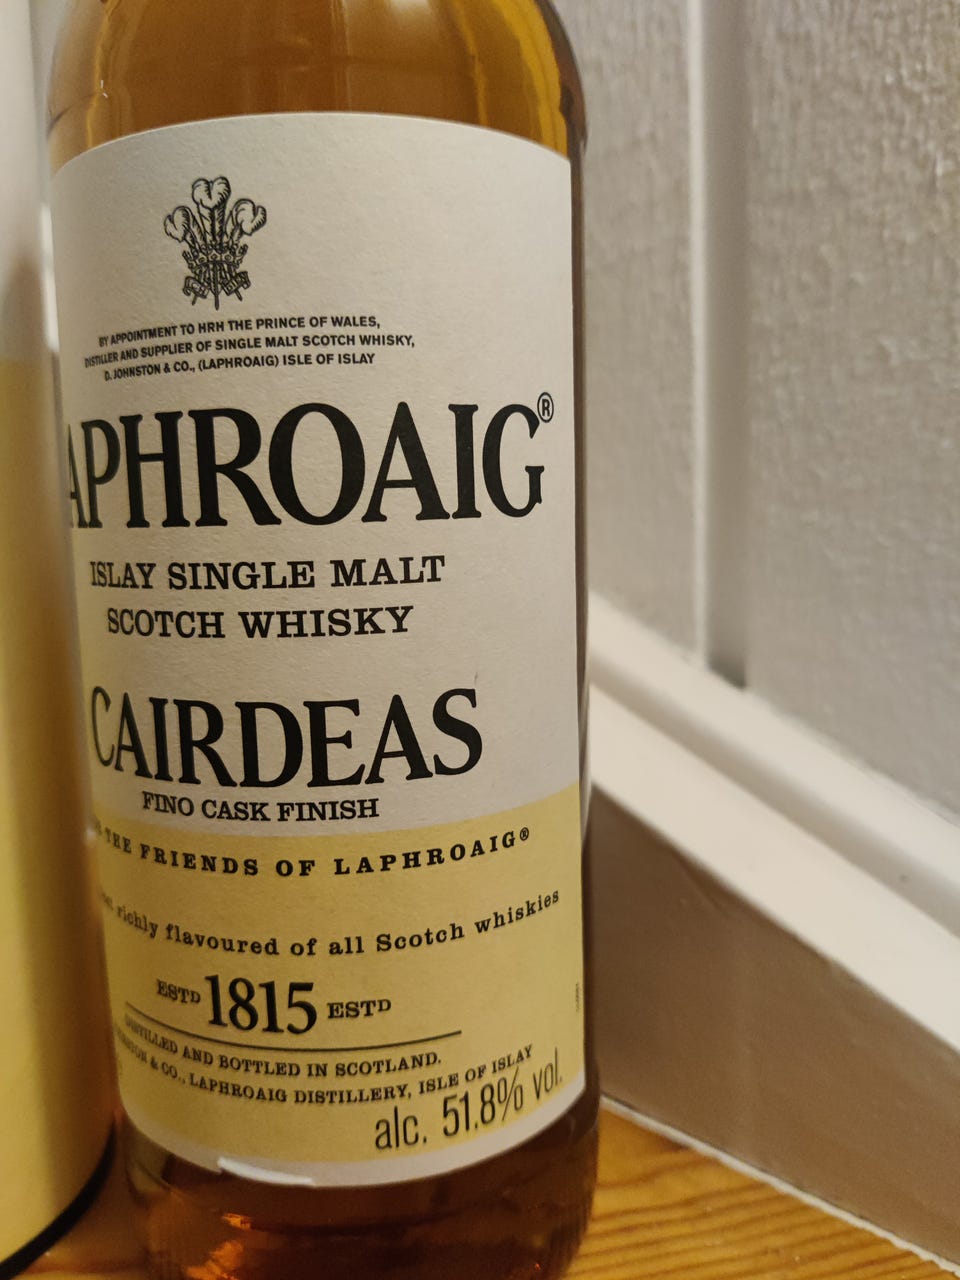 BY APPOINTMENT TO HRH THE PRINCE OF WALES,
DISTILLER AND SUPPLIER OF SINGLE MALT SCOTCH WHISKY,
D. JOHNSTON & CO., (LAPHROAIG) ISLE OF ISLAY
APHROAIG®
ISLAY SINGLE MALT
SCOTCH WHISKY
CAIRDEAS
FINO CASK FINISH
THE FRIENDS OF LAPHROAIG®
richly flavoured of all Scotch whiskies
ESTD 1815 ESTD
DISTILLED AND BOTTLED IN SCOTLAND.
& CO., LAPHROAIG DISTILLERY, ISLE OF ISLAY
alc. 51.8% vol.